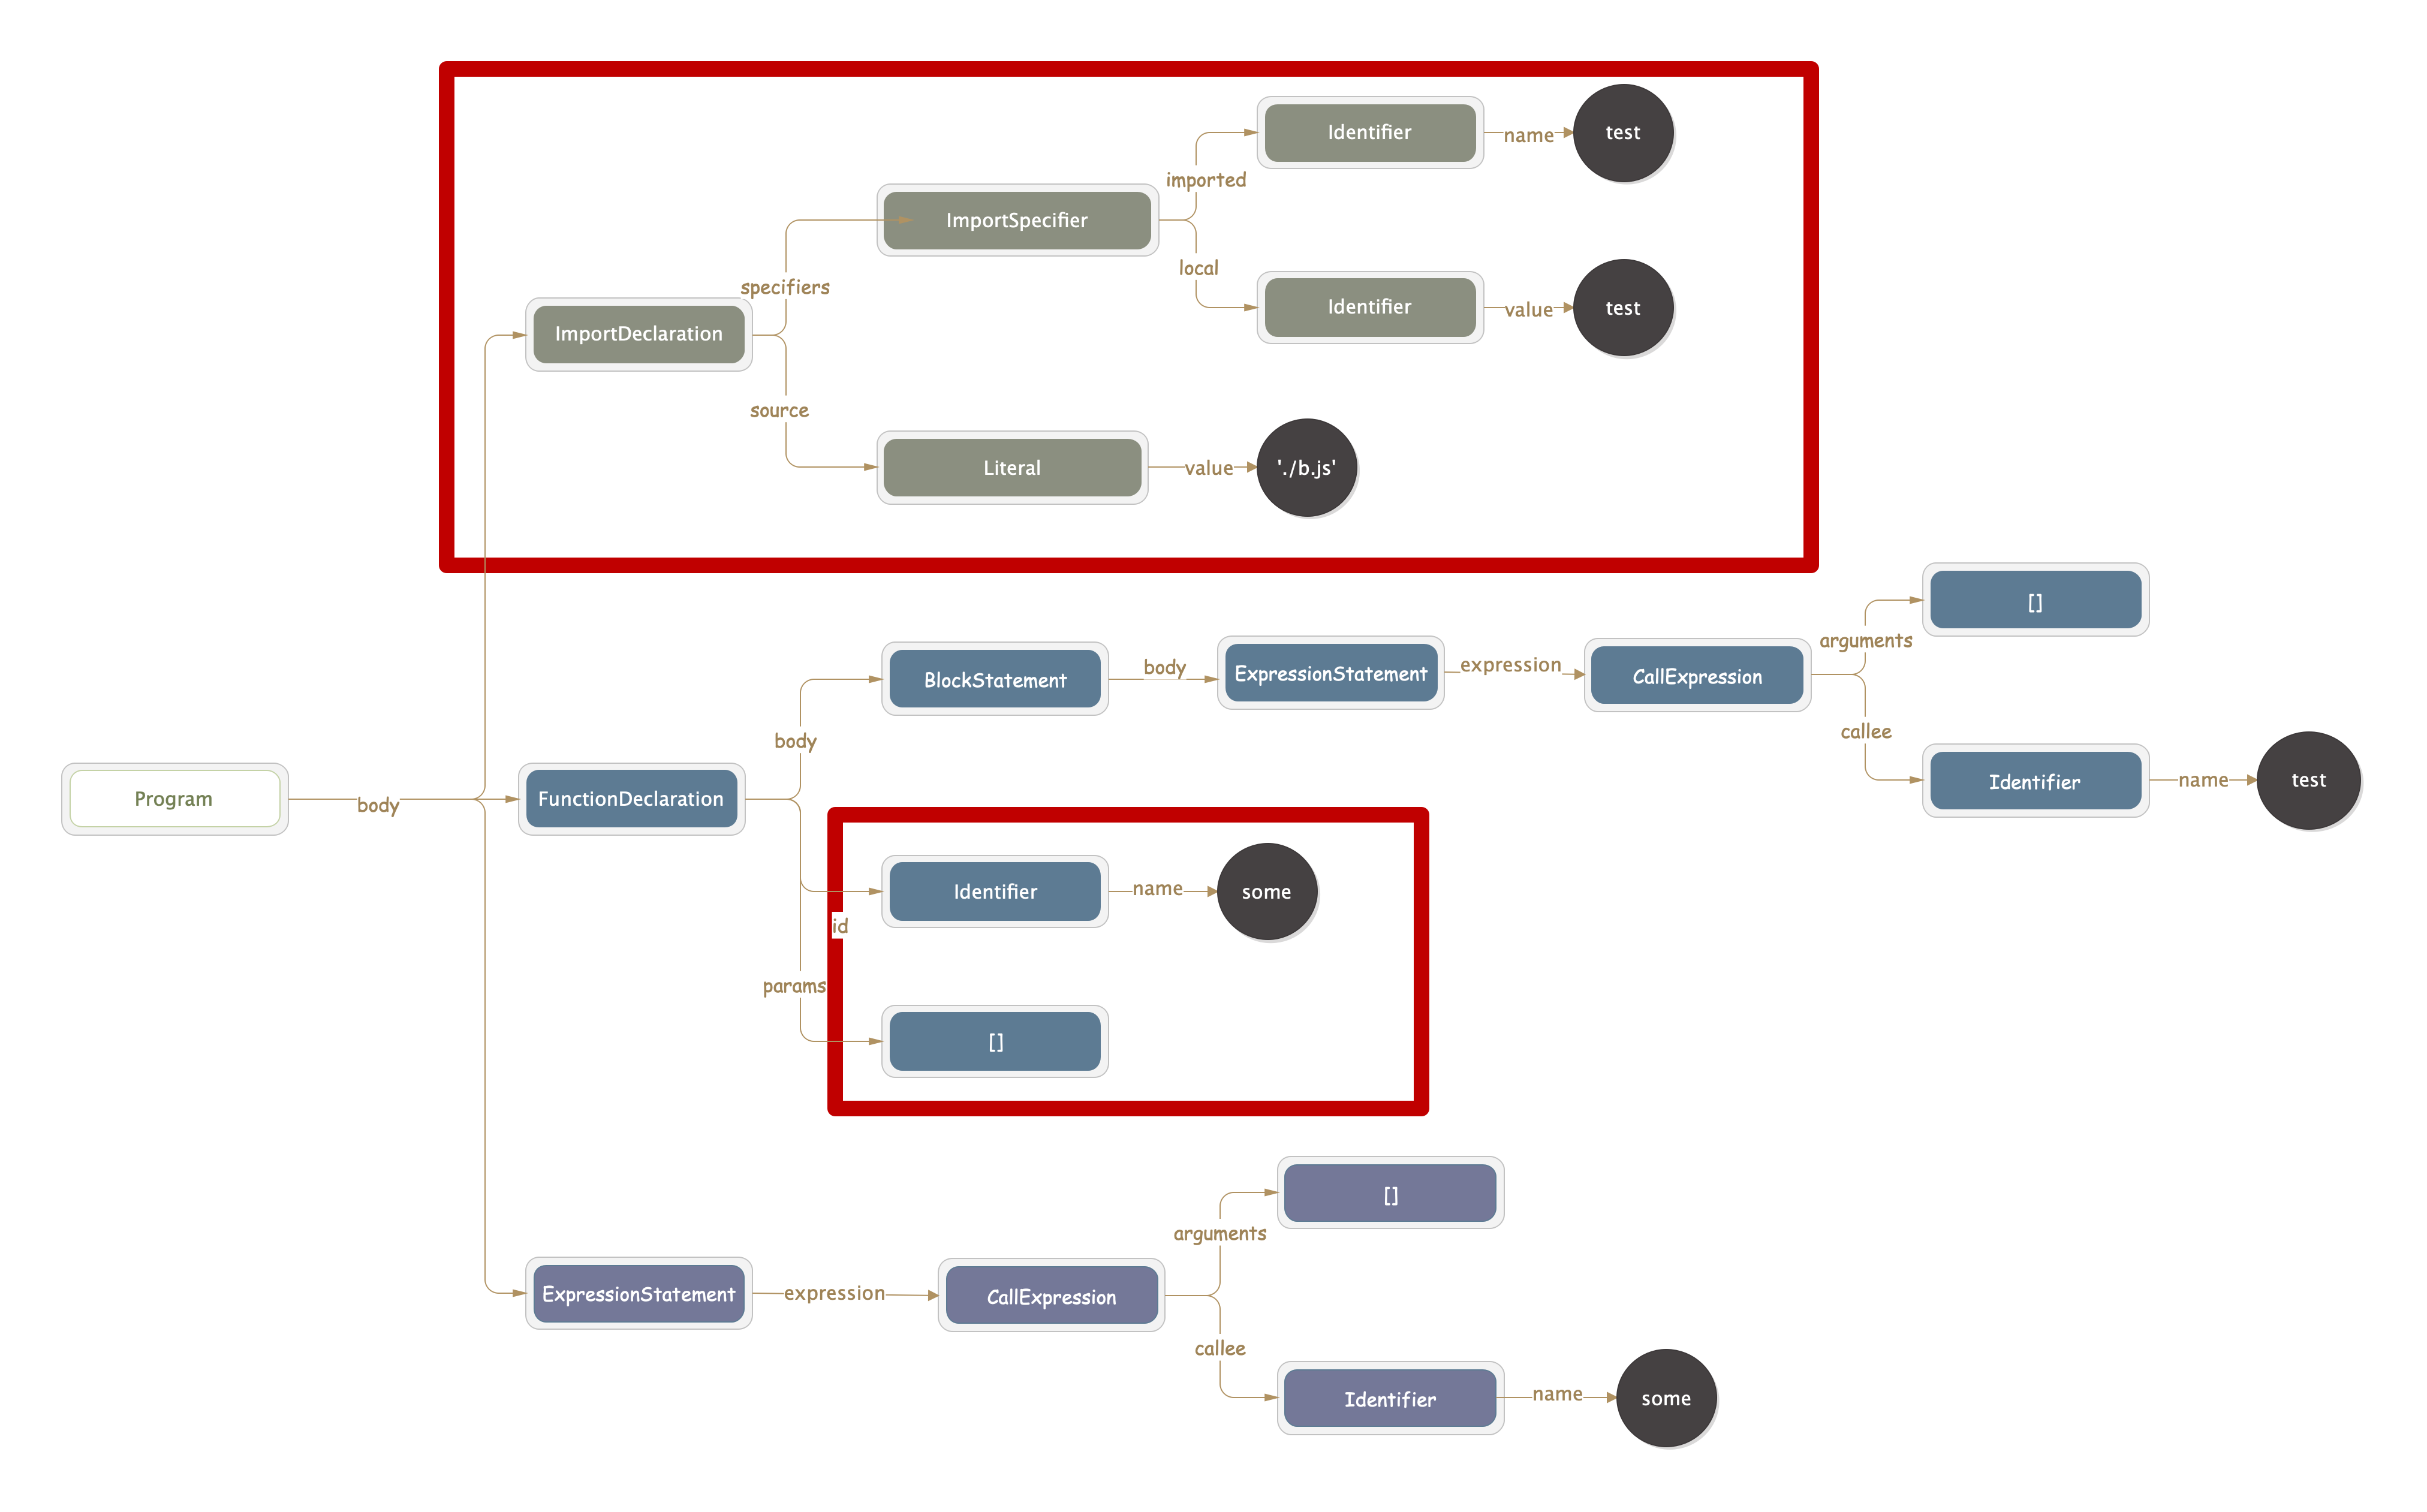 Identifier
name
test
imported
ImportSpecifier
local
Identifier
value
test
specifiers
ImportDeclaration
source
Literal
value
'./b.js'
[]
arguments
BlockStatement
body
ExpressionStatement
expression
CallExpression
callee
Identifier
name
test
body
Program
body
FunctionDeclaration
Identifier
name
some
id
params
[]
[]
arguments
ExpressionStatement
expression
CallExpression
callee
Identifier
name
some